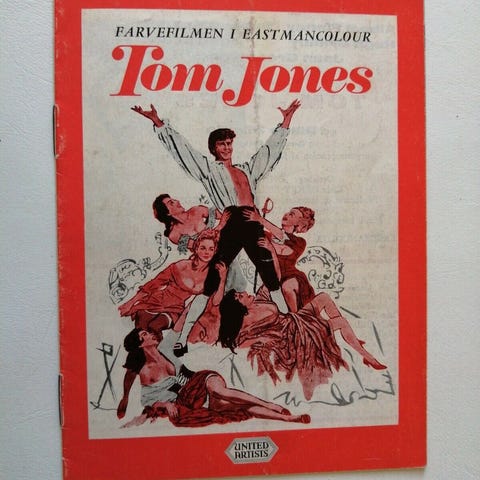 FARVEFILMEN I EASTMANCOLOUR
Tom Jones
UNITED
ARTISTS